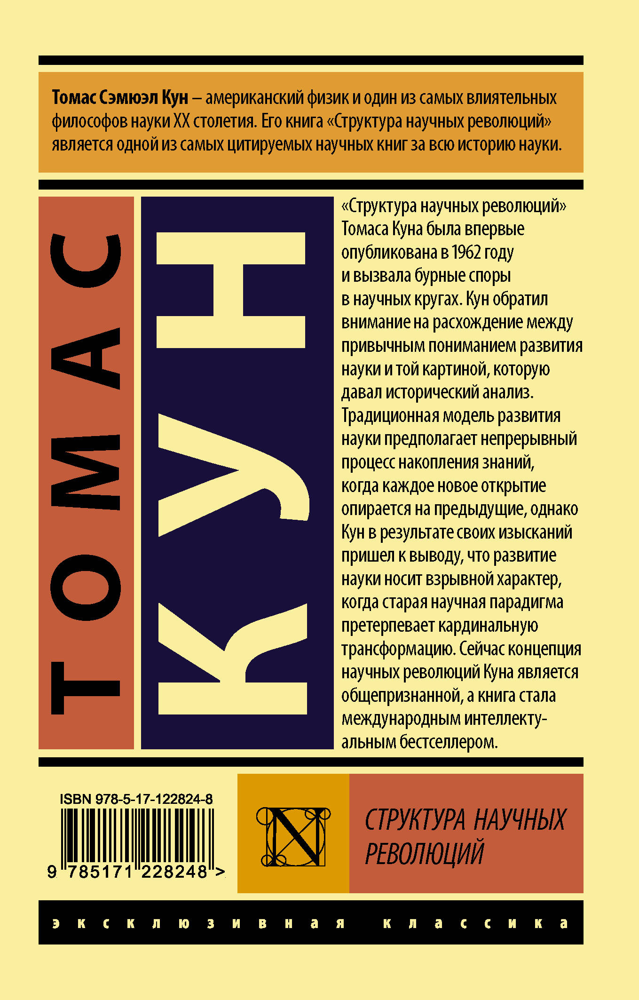 Томас Сэмюэл Кун – американский физик и один из самых влиятельных
философов науки XX столетия. Его книга «Структура научных революций»
является одной из самых цитируемых научных книг за всю историю науки.
ТОМАС
КУН
«Структура научных революций»
Томаса Куна была впервые
опубликована в 1962 году
и вызвала бурные споры
в научных кругах. Кун обратил
внимание на расхождение между
привычным пониманием развития
науки и той картиной, которую
давал исторический анализ.
Традиционная модель развития
науки предполагает непрерывный
процесс накопления знаний,
когда каждое новое открытие
опирается на предыдущие, однако
Кун в результате своих изысканий
пришел к выводу, что развитие
науки носит взрывной характер,
когда старая научная парадигма
претерпевает кардинальную
трансформацию. Сейчас концепция
научных революций Куна является
общепризнанной, а книга стала
международным интеллекту-
альным бестселлером.
ISBN 978-5-17-122824-8
9 785171 228248 >
N
СТРУКТУРА НАУЧНЫХ
РЕВОЛЮЦИЙ
эксклюзивная классика